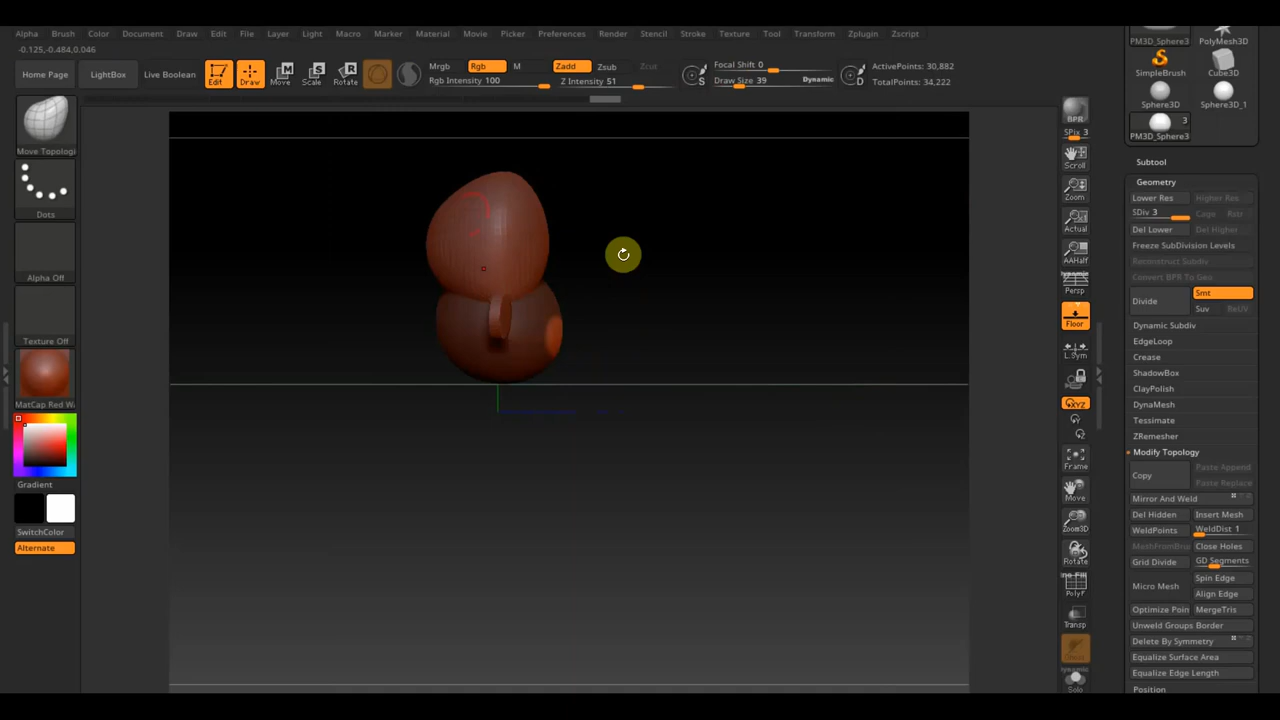 Alpha Brush Color Document Draw Edit File Layer Light Macro Marker Material Movie Picker Preferences Render Stencil Stroke Texture Tool Transform Zplugin Zscript
-0.125,-0.484,0.046
Home Page LightBox Live Boolean Edit Draw Move Scale Rotate
Mrgb Rgb M Zadd Zsub Zcut
Rgb Intensity 100 Z Intensity 51
Focal Shift 0
Draw Size 39 Dynamic
S
D
ActivePoints: 30,882
TotalPoints: 34,222
Move Topologi
Dots
Alpha Off
Texture Off
MatCap Red W
Gradient
SwitchColor
Alternate
BPR
SPix 3
Scroll
Zoom
Actual
AAHalf
Persp
Floor
L.Sym
XYZ
Frame
Move
Zoom3D
Rotate
PolyF
Transp
Solo
PM3D_Sphere3 PolyMesh3D
SimpleBrush Cube3D
Sphere3D Sphere3D_1
3
PM3D_Sphere3
Subtool
Geometry
Lower Res Higher Res
SDiv 3 Cage Rstr
Del Lower Del Higher
Freeze SubDivision Levels
Reconstruct Subdiv
Convert BPR To Geo
Divide Smt
Suv ReUV
Dynamic Subdiv
EdgeLoop
Crease
ShadowBox
ClayPolish
DynaMesh
Tessimate
ZRemesher
Modify Topology
Copy Paste Append
Paste Replace
Mirror And Weld
Del Hidden Insert Mesh
WeldPoints WeldDist 1
MeshFromBru Close Holes
Grid Divide GD Segments
Micro Mesh Spin Edge
Align Edge
Optimize Poin MergeTris
Unweld Groups Border
Delete By Symmetry
Equalize Surface Area
Equalize Edge Length
Position